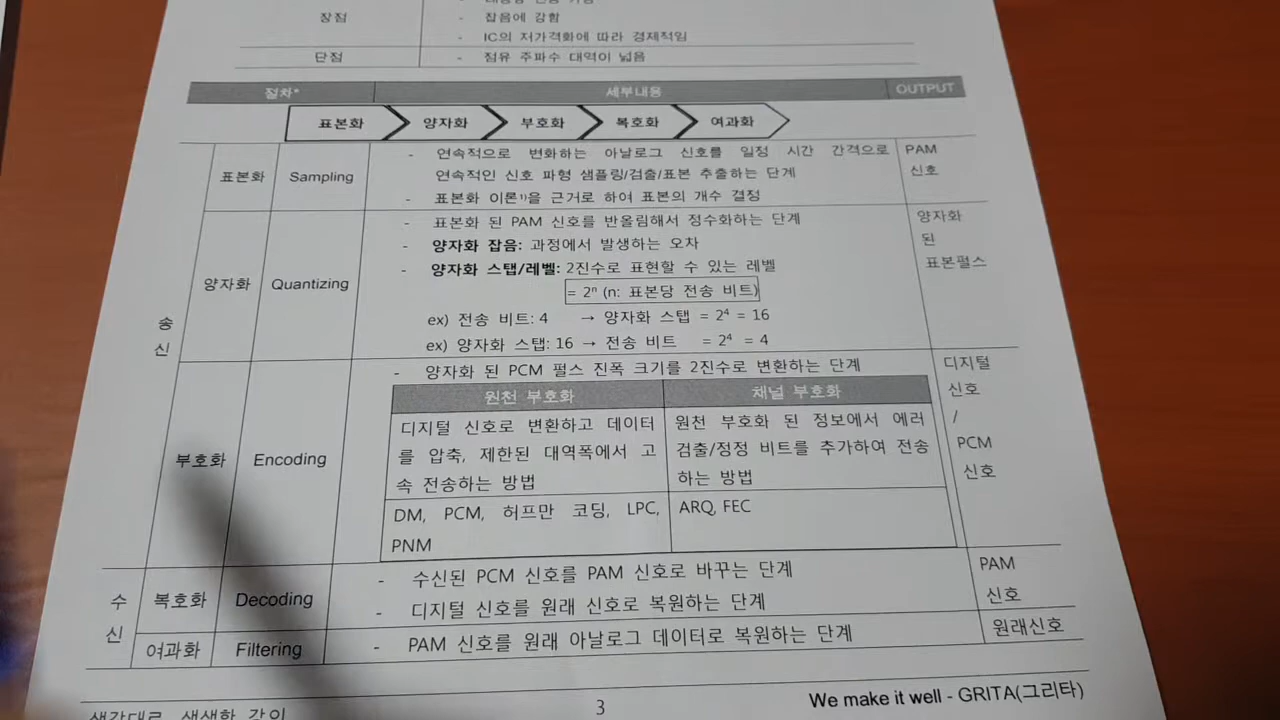 장점
- 잡음에 강함
- IC의 저가격화에 따라 경제적임
단점
- 점유 주파수 대역이 넓음
절차* 세부내용 OUTPUT
표본화 양자화 부호화 복호화 여과화
송신
표본화 Sampling
- 연속적으로 변화하는 아날로그 신호를 일정 시간 간격으로
연속적인 신호 파형 샘플링/검출/표본 추출하는 단계
- 표본화 이론¹⁾을 근거로 하여 표본의 개수 결정
PAM
신호
양자화 Quantizing
- 표본화 된 PAM 신호를 반올림해서 정수화하는 단계
- 양자화 잡음: 과정에서 발생하는 오차
- 양자화 스탭/레벨: 2진수로 표현할 수 있는 레벨
= 2ⁿ (n: 표본당 전송 비트)
ex) 전송 비트: 4 → 양자화 스탭 = 2⁴ = 16
ex) 양자화 스탭: 16 → 전송 비트 = 2⁴ = 4
양자화
된
표본펄스
부호화 Encoding
- 양자화 된 PCM 펄스 진폭 크기를 2진수로 변환하는 단계
원천 부호화 채널 부호화
디지털 신호로 변환하고 데이터
를 압축, 제한된 대역폭에서 고
속 전송하는 방법
원천 부호화 된 정보에서 에러
검출/정정 비트를 추가하여 전송
하는 방법
DM, PCM, 허프만 코딩, LPC,
PNM
ARQ, FEC
디지털
신호
/
PCM
신호
수신
복호화 Decoding
- 수신된 PCM 신호를 PAM 신호로 바꾸는 단계
- 디지털 신호를 원래 신호로 복원하는 단계
PAM
신호
여과화 Filtering
- PAM 신호를 원래 아날로그 데이터로 복원하는 단계
원래신호
3
We make it well - GRITA(그리타)